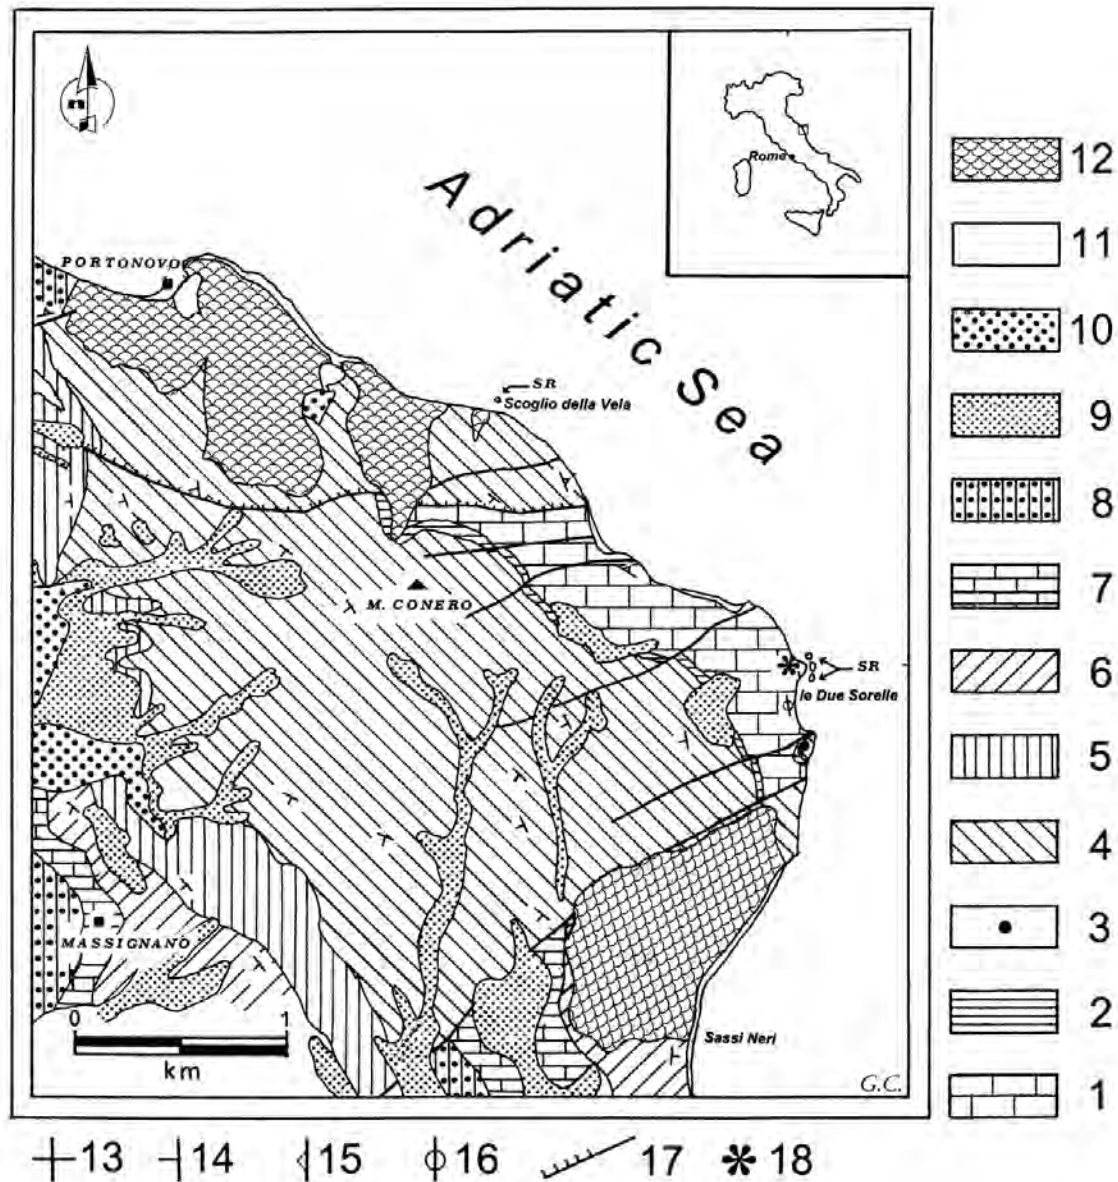 n
Rome
Adriatic Sea
PORTONOVO
SR
Scoglio della Vela
M. CONERO
SR
le Due Sorelle
MASSIGNANO
0 1
km
Sassi Neri
G.C.
12
11
10
9
8
7
6
5
4
3
2
1
13 14 15 16 17 18